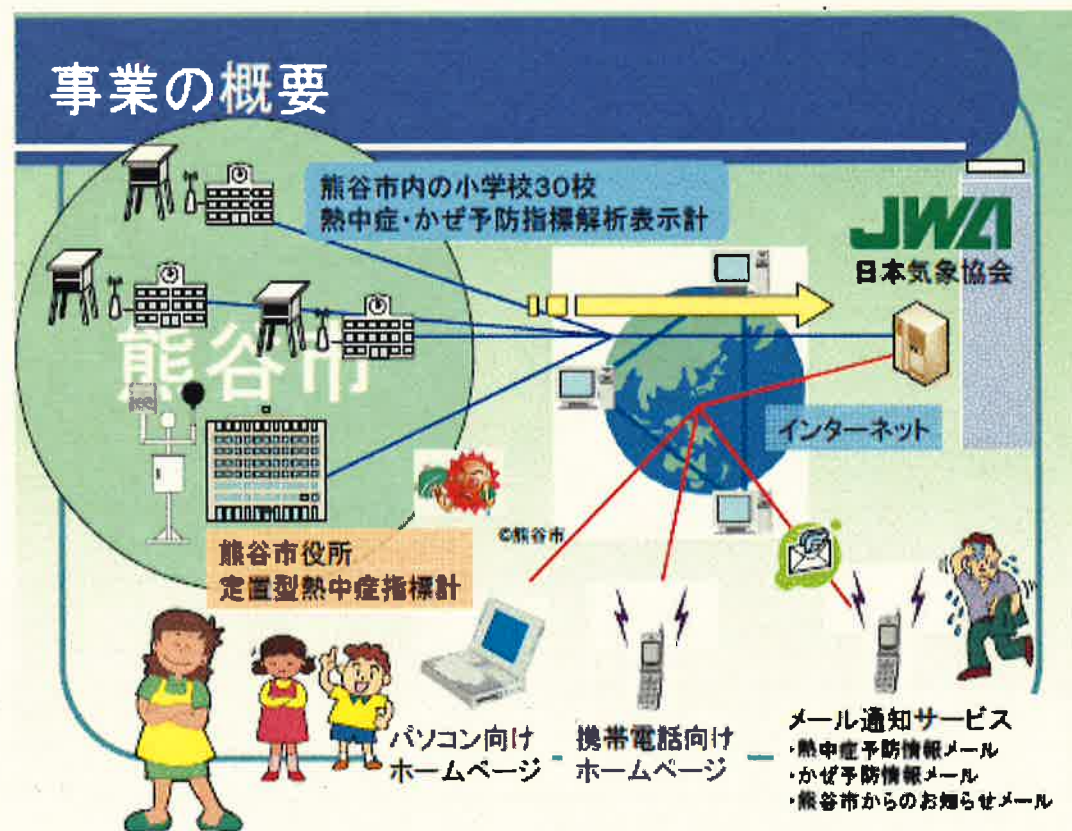 事業の概要
熊谷市内の小学校30校
熱中症・かぜ予防指標解析表示計
JWA
日本気象協会
熊谷市
インターネット
©熊谷市
熊谷市役所
定置型熱中症指標計
パソコン向け
ホームページ
携帯電話向け
ホームページ
メール通知サービス
・熱中症予防情報メール
・かぜ予防情報メール
・熊谷市からのお知らせメール